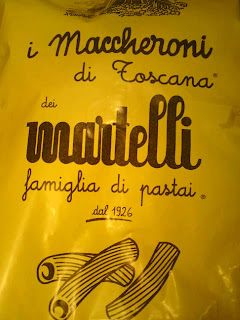 i Maccheroni
di Toscana®
dei
martelli
famiglia di pastai®
dal 1926